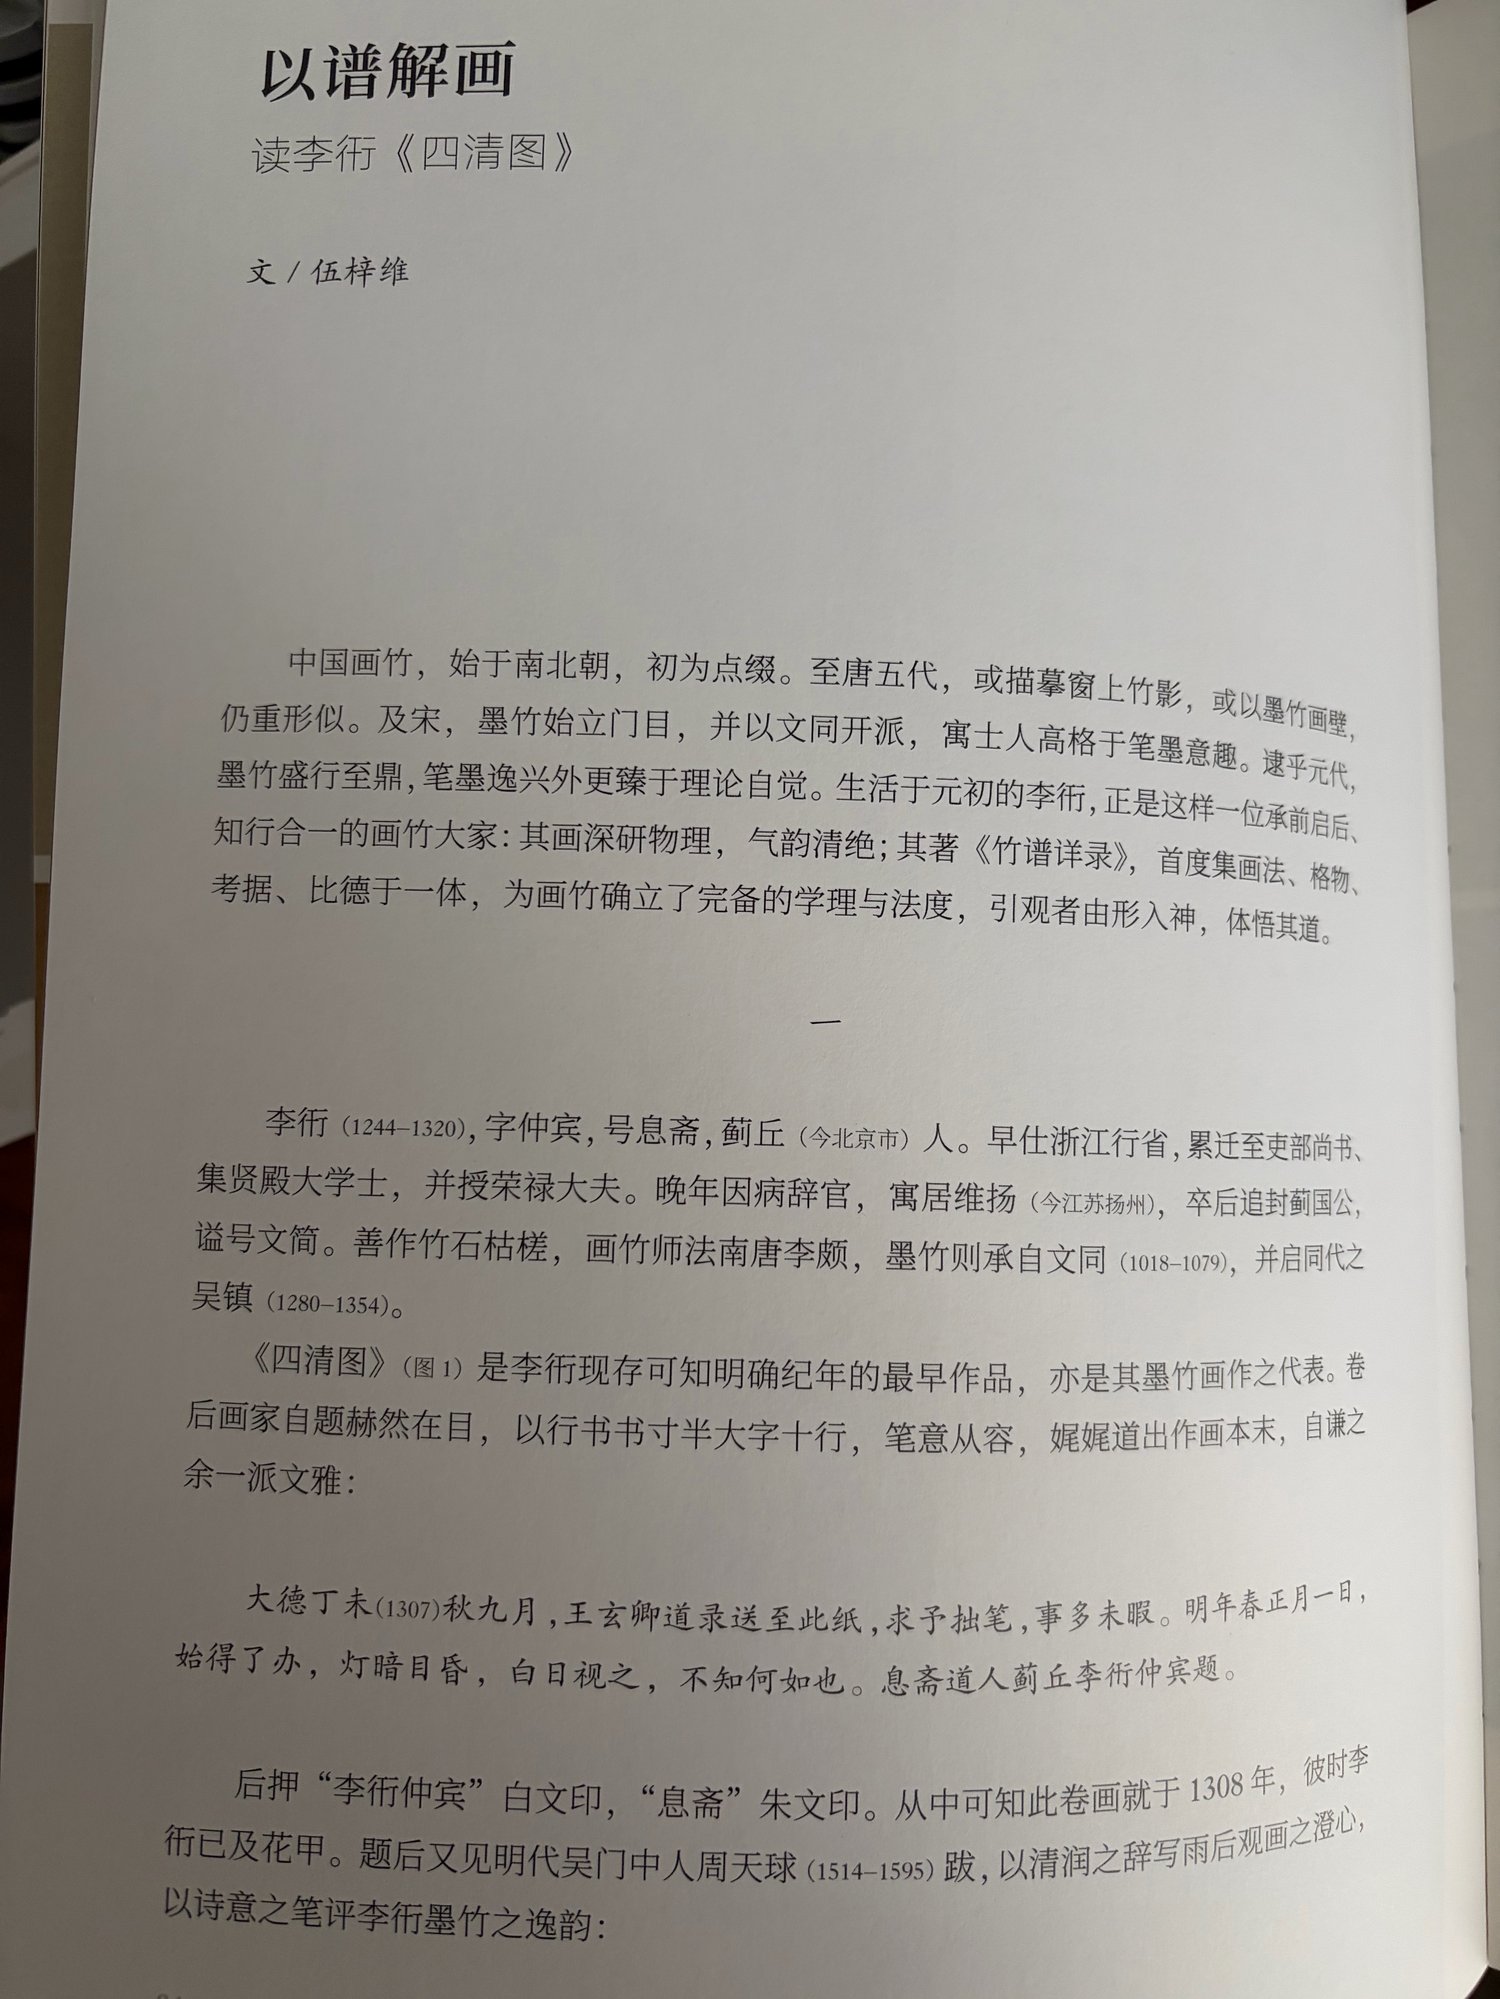 以谱解画
读李衎《四清图》
文 / 伍梓维
中国画竹，始于南北朝，初为点缀。至唐五代，或描摹窗上竹影，或以墨竹画壁，
仍重形似。及宋，墨竹始立门目，并以文同开派，寓士人高格于笔墨意趣。逮乎元代，
墨竹盛行至鼎，笔墨逸兴外更臻于理论自觉。生活于元初的李衎，正是这样一位承前启后、
知行合一的画竹大家：其画深研物理，气韵清绝；其著《竹谱详录》，首度集画法、格物、
考据、比德于一体，为画竹确立了完备的学理与法度，引观者由形入神，体悟其道。
一
李衎（1244–1320），字仲宾，号息斋，蓟丘（今北京市）人。早仕浙江行省，累迁至吏部尚书、
集贤殿大学士，并授荣禄大夫。晚年因病辞官，寓居维扬（今江苏扬州），卒后追封蓟国公，
谥号文简。善作竹石枯槎，画竹师法南唐李颇，墨竹则承自文同（1018–1079），并启同代之
吴镇（1280–1354）。
《四清图》（图 1）是李衎现存可知明确纪年的最早作品，亦是其墨竹画作之代表。卷
后画家自题赫然在目，以行书书寸半大字十行，笔意从容，娓娓道出作画本末，自谦之
余一派文雅：
大德丁未(1307)秋九月，王玄卿道录送至此纸，求予拙笔，事多未暇。明年春正月一日，
始得了办，灯暗目昏，白日视之，不知何如也。息斋道人蓟丘李衎仲宾题。
后押“李衎仲宾”白文印，“息斋”朱文印。从中可知此卷画就于 1308 年，彼时李
衎已及花甲。题后又见明代吴门中人周天球（1514–1595）跋，以清润之辞写雨后观画之澄心，
以诗意之笔评李衎墨竹之逸韵：